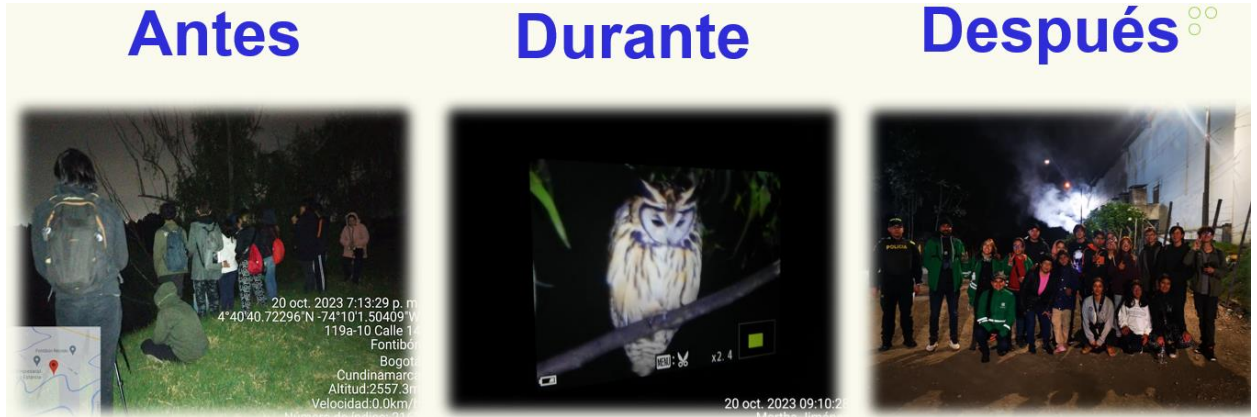 Antes
Durante
Después
20 oct. 2023 7:13:29 p. m
4°40'40.72296"N -74°10'1.50409"W
119a-10 Calle 14
Fontibón
Bogotá
Cundinamarca
Altitud:2557.3m
Velocidad:0.0km/h
MENU:
x2. 4
20 oct. 2023 09:10:28
POLICIA